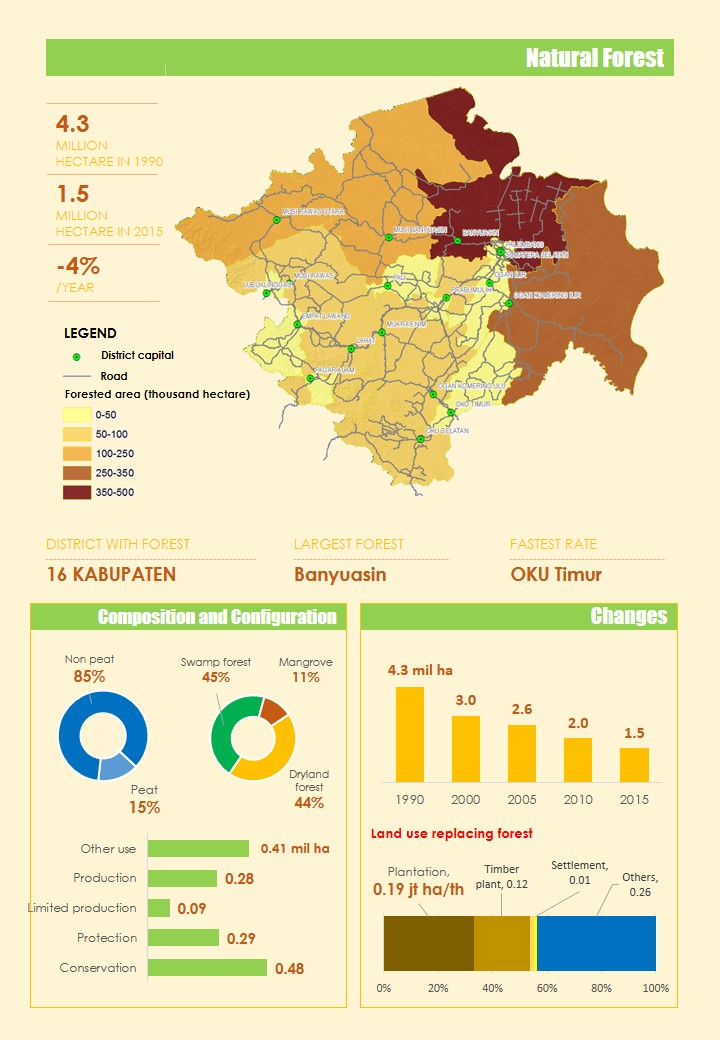 Natural Forest
4.3
MILLION
HECTARE IN 1990
1.5
MILLION
HECTARE IN 2015
-4%
/YEAR
MUSI RAWAS UTARA
MUSI BANYUASIN
BANYUASIN
PALEMBANG
SUMATERA SELATAN
MUSI RAWAS
LUBUKLINGGAU
PALI
OGAN ILIR
PRABUMULIH
OGAN KOMERING ILIR
EMPAT LAWANG
MUARA ENIM
LAHAT
PAGAR ALAM
OGAN KOMERING ULU
OKU TIMUR
OKU SELATAN
LEGEND
District capital
Road
Forested area (thousand hectare)
0-50
50-100
100-250
250-350
350-500
DISTRICT WITH FOREST
16 KABUPATEN
LARGEST FOREST
Banyuasin
FASTEST RATE
OKU Timur
Composition and Configuration
Non peat
85%
Peat
15%
Swamp forest
45%
Mangrove
11%
Dryland
forest
44%
Other use
0.41 mil ha
Production
0.28
Limited production
0.09
Protection
0.29
Conservation
0.48
Changes
4.3 mil ha
3.0
2.6
2.0
1.5
1990 2000 2005 2010 2015
Land use replacing forest
Plantation,
0.19 jt ha/th
Timber
plant, 0.12
Settlement,
0.01
Others,
0.26
0% 20% 40% 60% 80% 100%